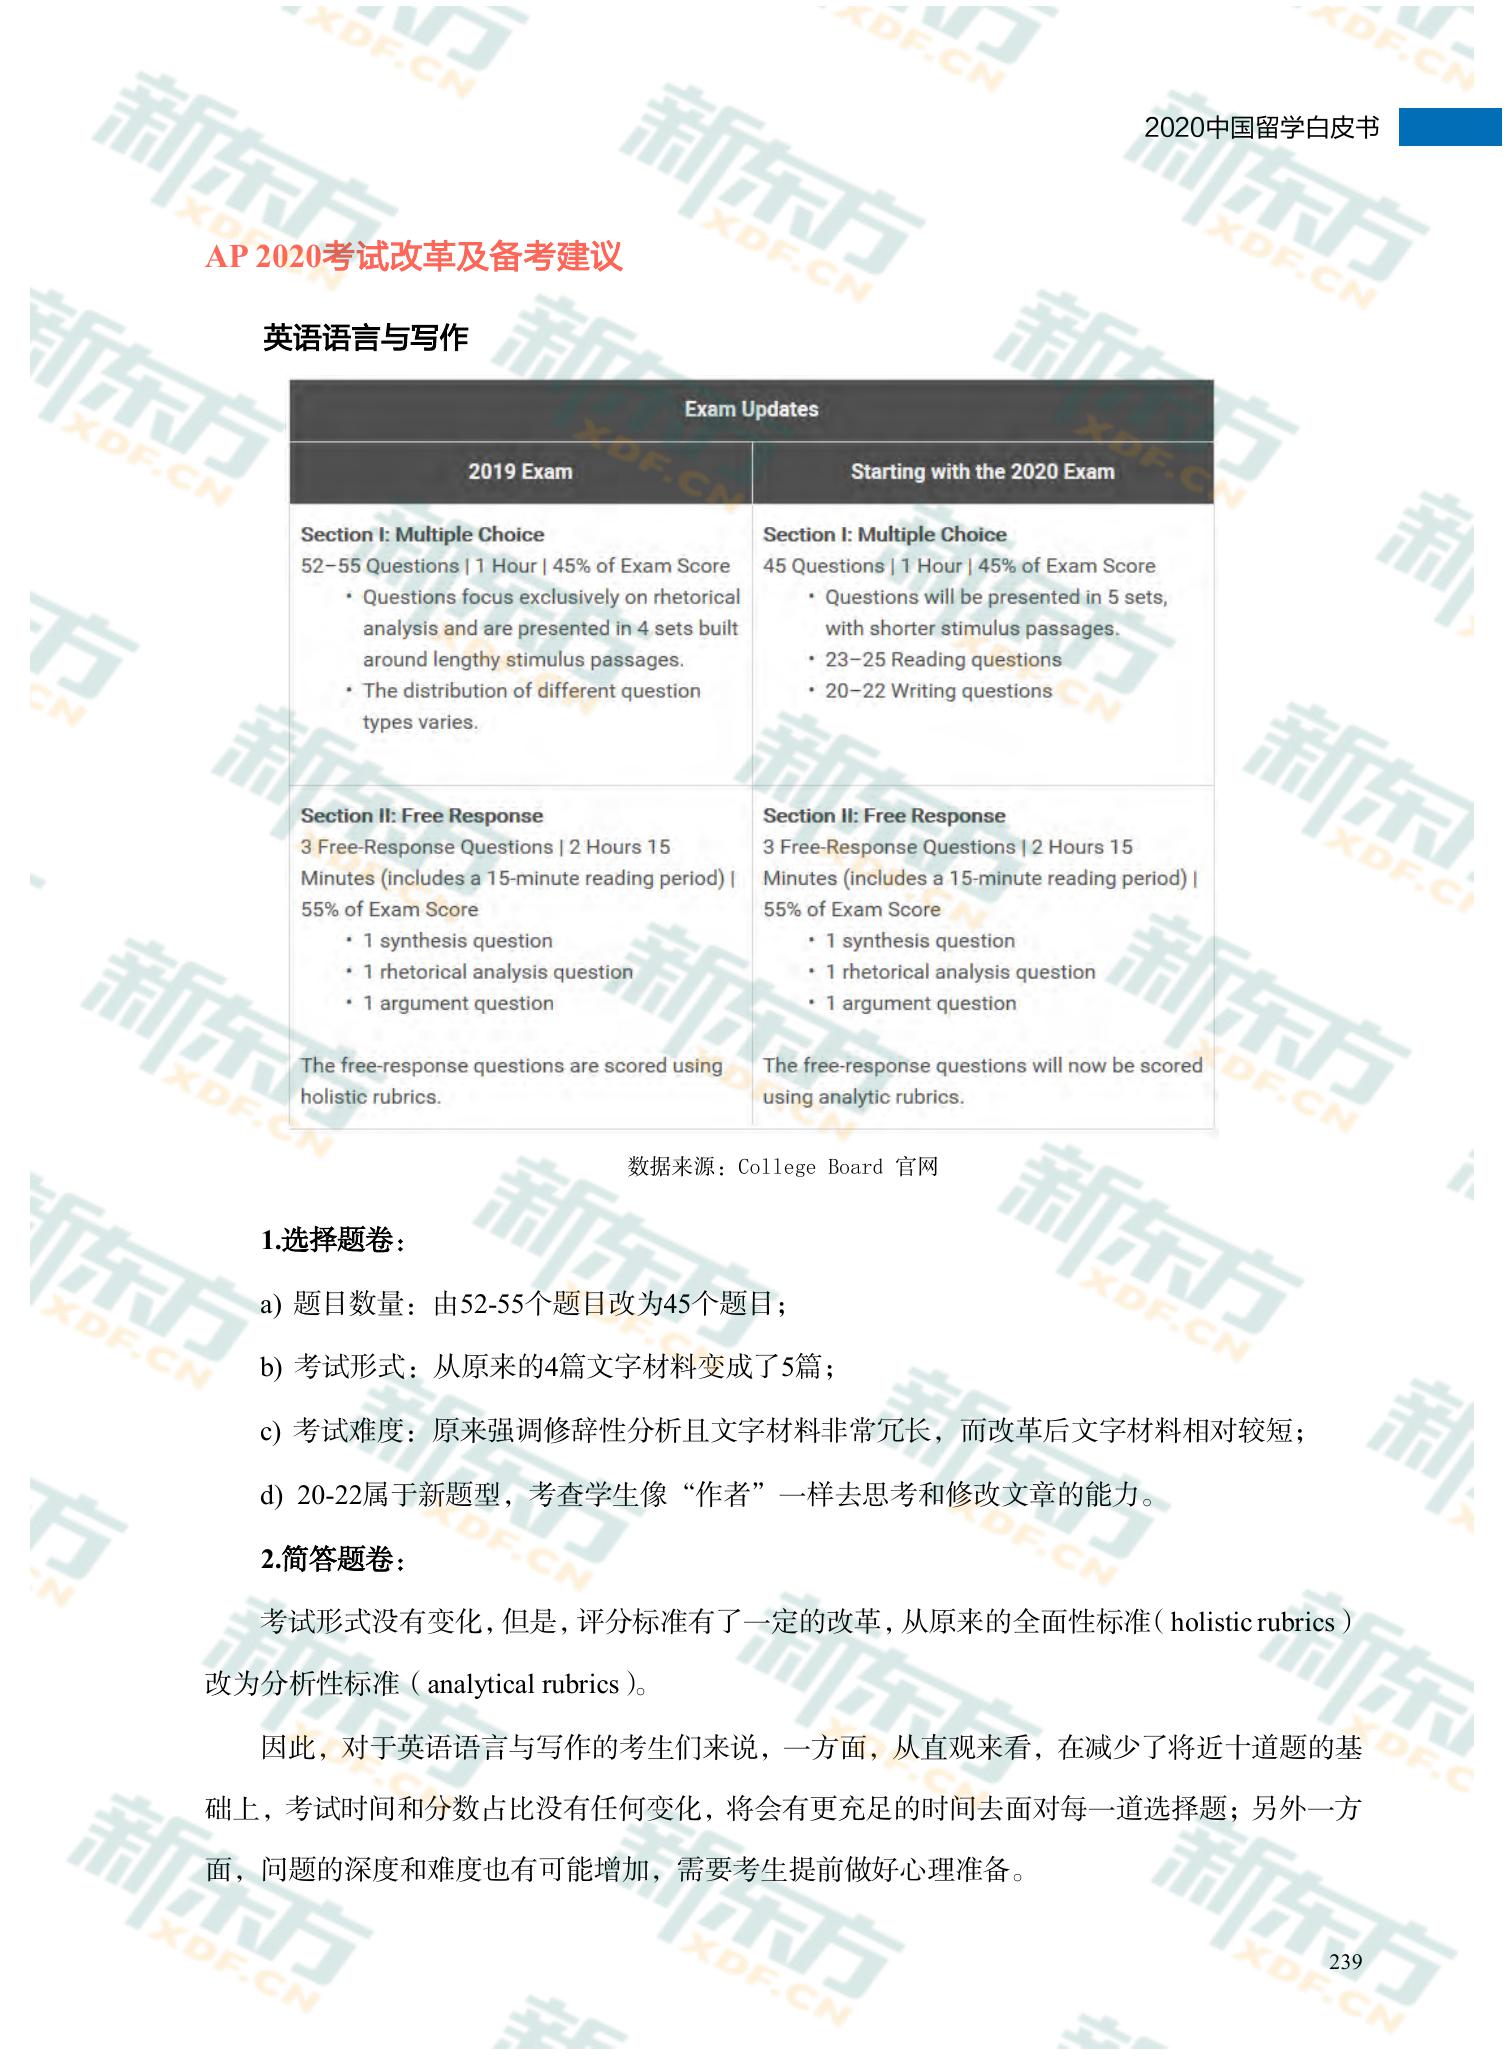 2020中国留学白皮书
AP 2020考试改革及备考建议
英语语言与写作
Exam Updates
2019 Exam
Starting with the 2020 Exam
Section I: Multiple Choice
52–55 Questions | 1 Hour | 45% of Exam Score
• Questions focus exclusively on rhetorical
analysis and are presented in 4 sets built
around lengthy stimulus passages.
• The distribution of different question
types varies.
Section I: Multiple Choice
45 Questions | 1 Hour | 45% of Exam Score
• Questions will be presented in 5 sets,
with shorter stimulus passages.
• 23–25 Reading questions
• 20–22 Writing questions
Section II: Free Response
3 Free-Response Questions | 2 Hours 15
Minutes (includes a 15-minute reading period) |
55% of Exam Score
• 1 synthesis question
• 1 rhetorical analysis question
• 1 argument question
The free-response questions are scored using
holistic rubrics.
Section II: Free Response
3 Free-Response Questions | 2 Hours 15
Minutes (includes a 15-minute reading period) |
55% of Exam Score
• 1 synthesis question
• 1 rhetorical analysis question
• 1 argument question
The free-response questions will now be scored
using analytic rubrics.
数据来源：College Board 官网
1.选择题卷：
a) 题目数量：由52-55个题目改为45个题目；
b) 考试形式：从原来的4篇文字材料变成了5篇；
c) 考试难度：原来强调修辞性分析且文字材料非常冗长，而改革后文字材料相对较短；
d) 20-22属于新题型，考查学生像“作者”一样去思考和修改文章的能力。
2.简答题卷：
考试形式没有变化，但是，评分标准有了一定的改革，从原来的全面性标准（holistic rubrics）
改为分析性标准（analytical rubrics）。
因此，对于英语语言与写作的考生们来说，一方面，从直观来看，在减少了将近十道题的基
础上，考试时间和分数占比没有任何变化，将会有更充足的时间去面对每一道选择题；另外一方
面，问题的深度和难度也有可能增加，需要考生提前做好心理准备。
239
新东方
XDF.CN